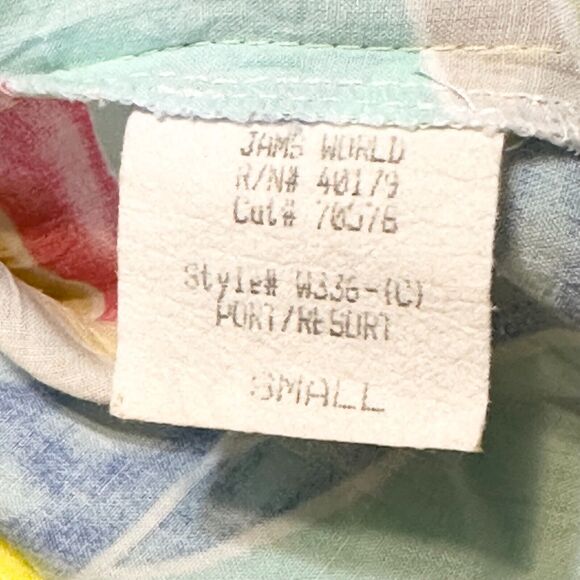 JAMS WORLD
R/N# 40179
Cut# 70576
Style# W336-(C)
PORT/RESORT
SMALL